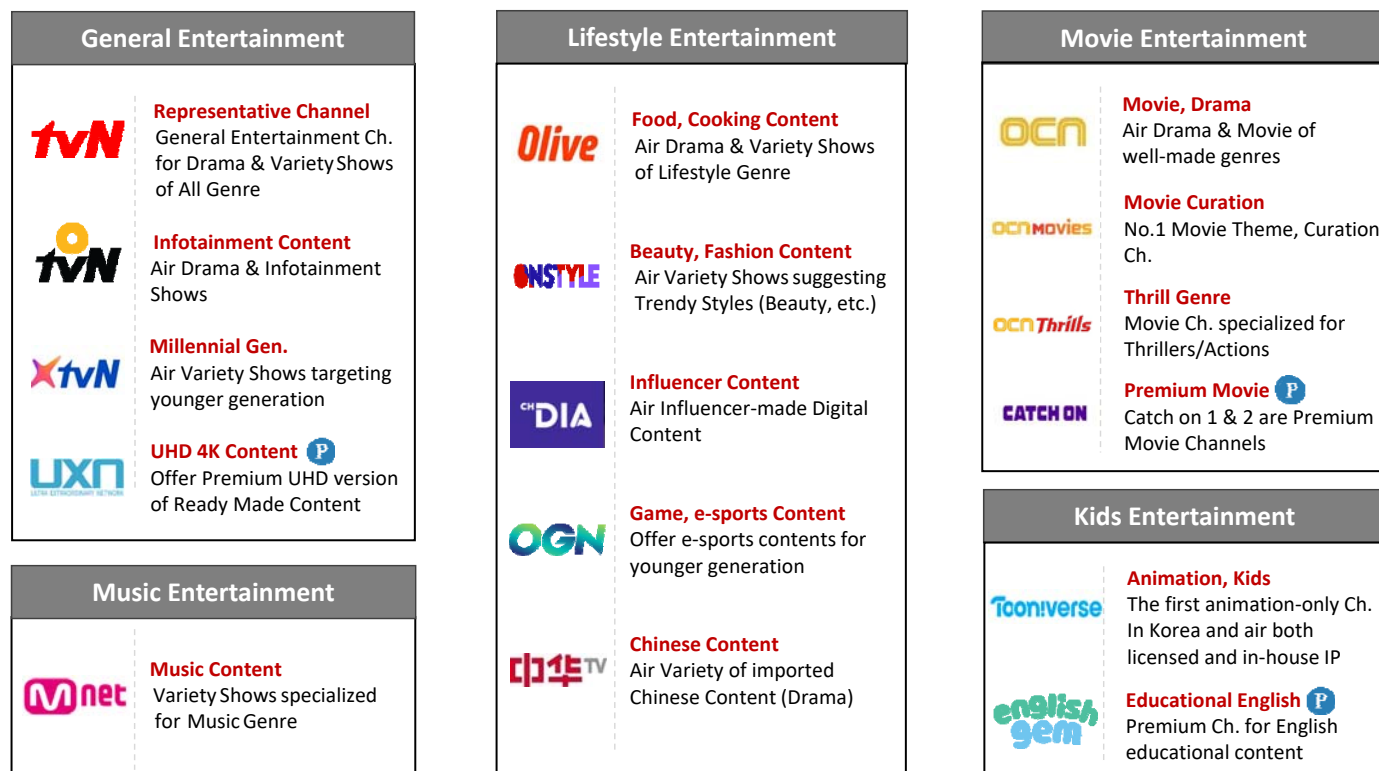 General Entertainment
tvN
Representative Channel
General Entertainment Ch.
for Drama & Variety Shows
of All Genre
O tvN
Infotainment Content
Air Drama & Infotainment
Shows
XtvN
Millennial Gen.
Air Variety Shows targeting
younger generation
UXN
ULTRA EXTRAORDINARY NETWORK
UHD 4K Content P
Offer Premium UHD version
of Ready Made Content
Music Entertainment
Mnet
Music Content
Variety Shows specialized
for Music Genre
Lifestyle Entertainment
Olive
Food, Cooking Content
Air Drama & Variety Shows
of Lifestyle Genre
ONSTYLE
Beauty, Fashion Content
Air Variety Shows suggesting
Trendy Styles (Beauty, etc.)
CH DIA
Influencer Content
Air Influencer-made Digital
Content
OGN
Game, e-sports Content
Offer e-sports contents for
younger generation
中华TV
Chinese Content
Air Variety of imported
Chinese Content (Drama)
Movie Entertainment
OCN
Movie, Drama
Air Drama & Movie of
well-made genres
OCN MOVIES
Movie Curation
No.1 Movie Theme, Curation
Ch.
OCN Thrills
Thrill Genre
Movie Ch. specialized for
Thrillers/Actions
CATCH ON
Premium Movie P
Catch on 1 & 2 are Premium
Movie Channels
Kids Entertainment
Tooniverse
Animation, Kids
The first animation-only Ch.
In Korea and air both
licensed and in-house IP
english
gem
Educational English P
Premium Ch. for English
educational content